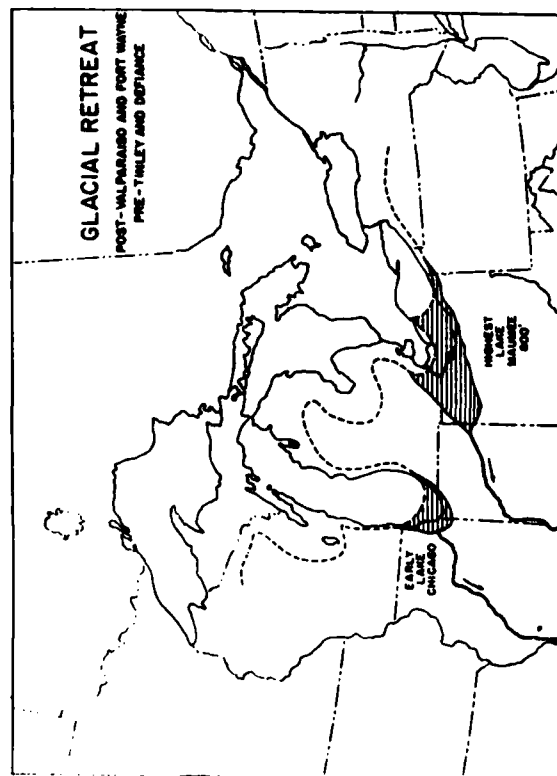 GLACIAL RETREAT
POST-VALPARAISO AND FORT WAYNE
PRE-TINLEY AND DEFIANCE
HIGHEST
LAKE
MAUMEE
800'
EARLY
LAKE
CHICAGO